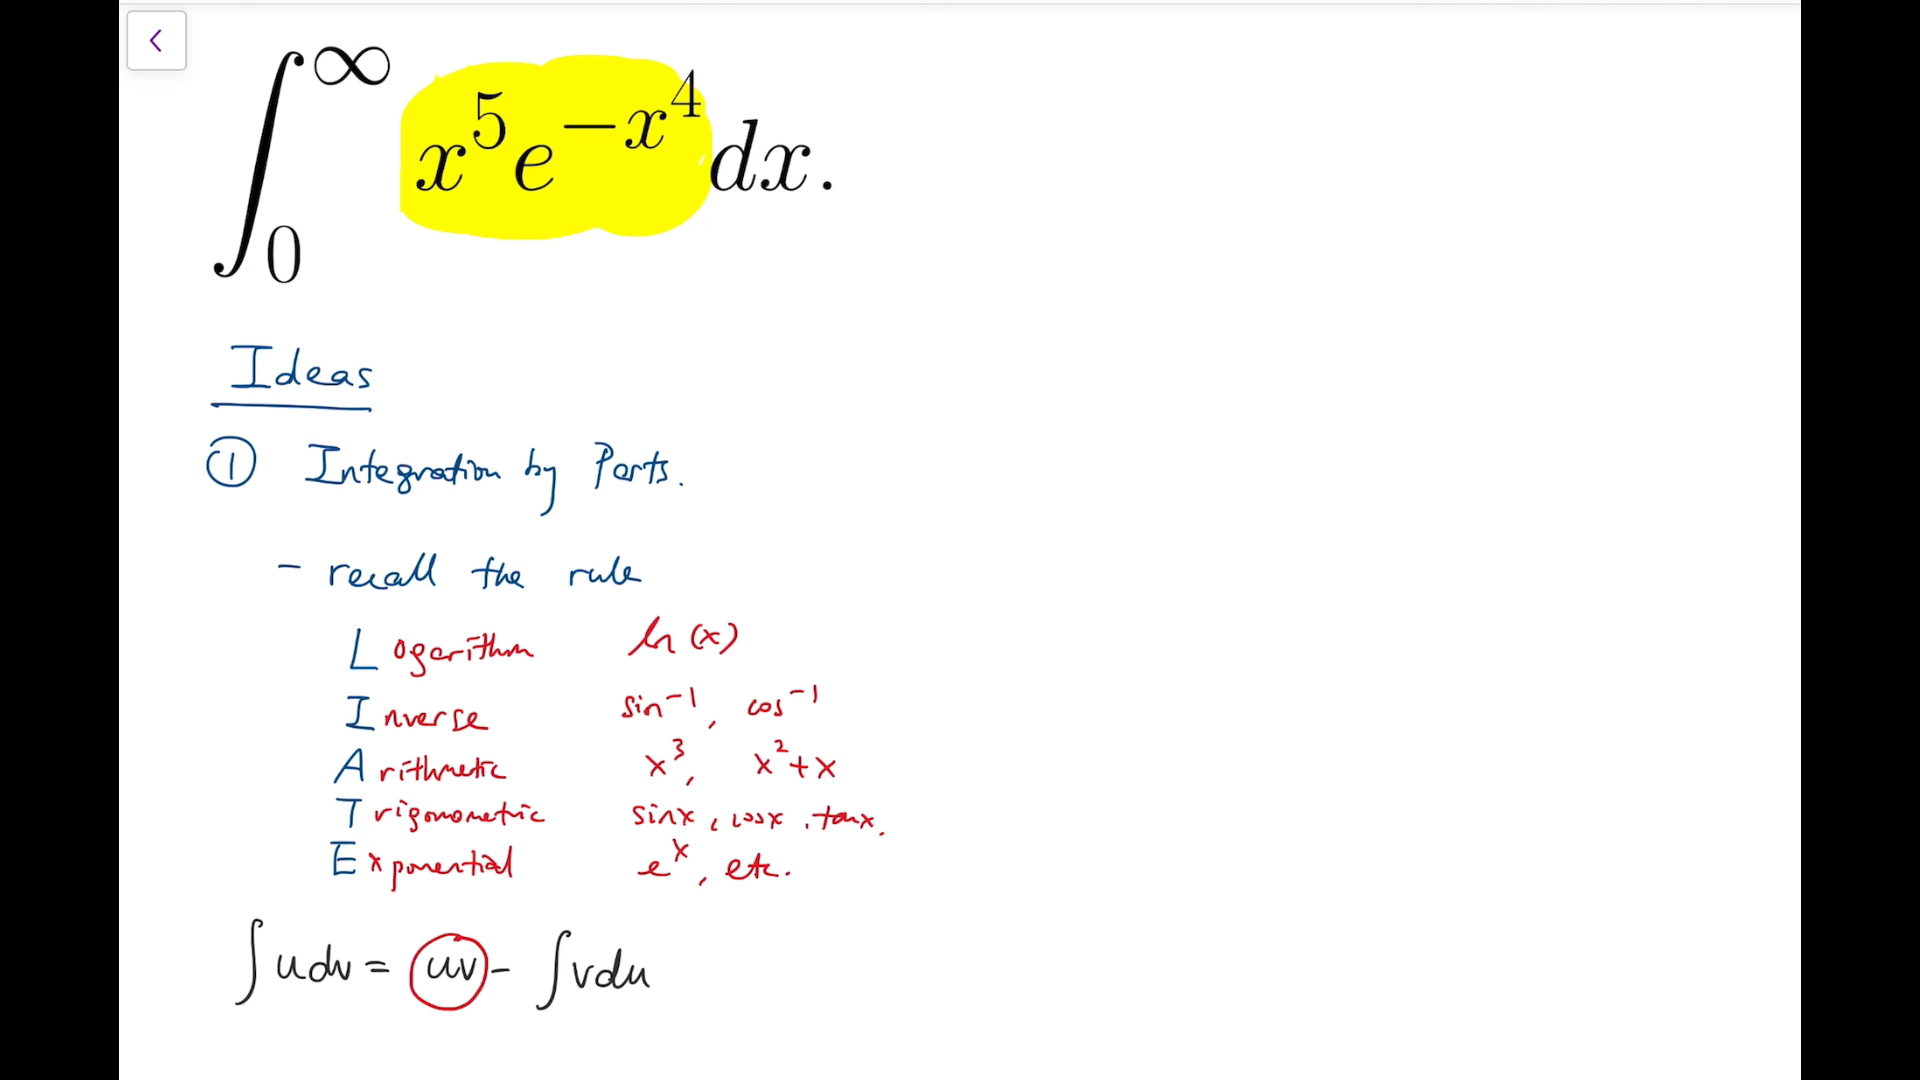 ∫₀^∞ x⁵e^{−x⁴}dx.
Ideas
① Integration by Parts.
- recall the rule
Logarithm ln(x)
Inverse sin⁻¹, cos⁻¹
Arithmetic x³, x²+x
Trigonometric sinx, cosx, tanx.
Exponential eˣ, etc.
∫udv = uv - ∫vdu